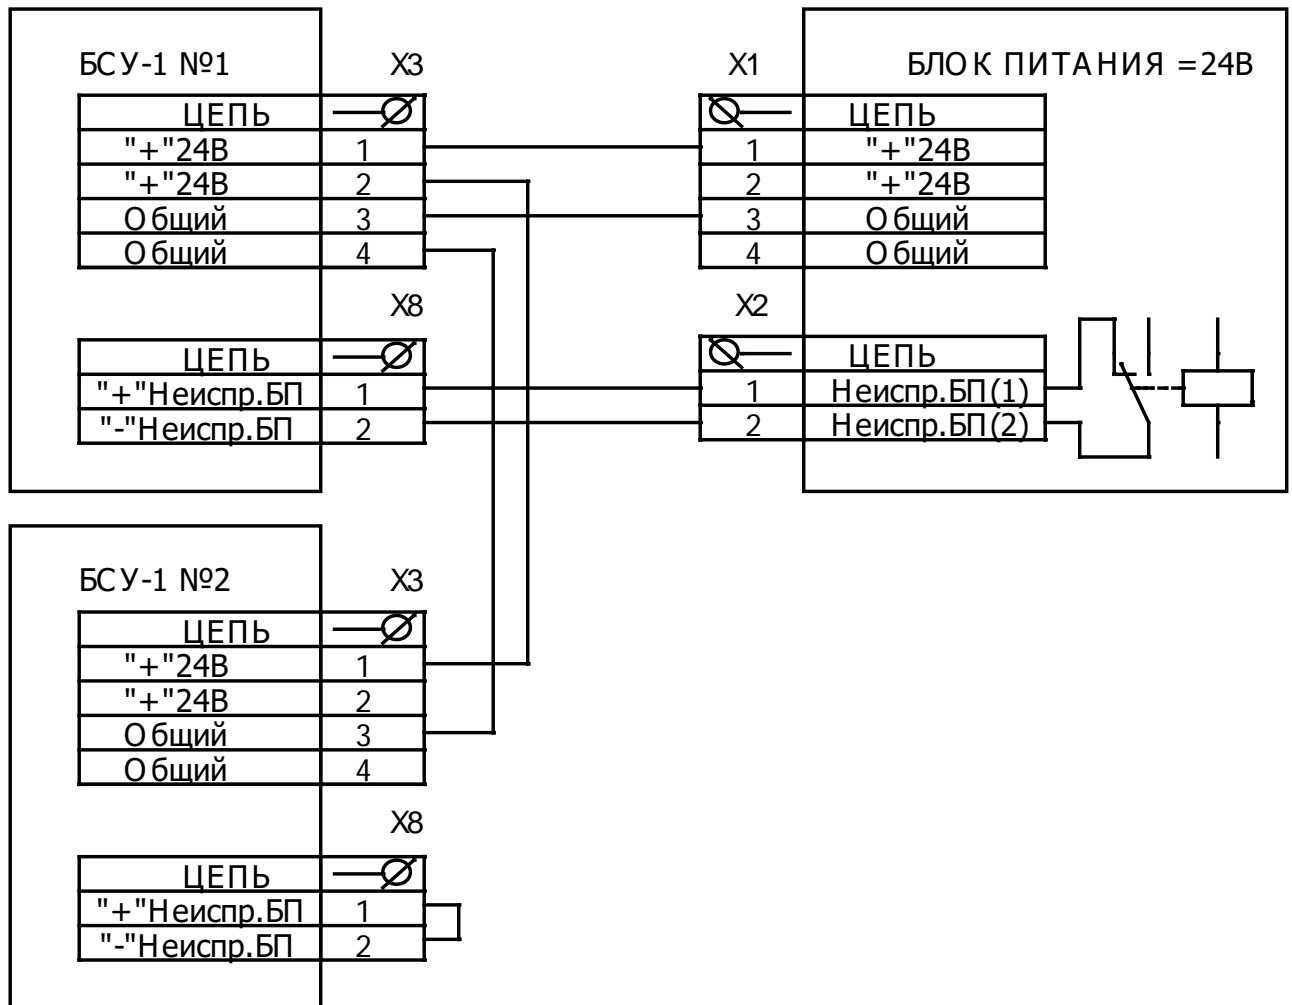 БСУ-1 №1 X3
ЦЕПЬ
"+"24В 1
"+"24В 2
Общий 3
Общий 4
X8
ЦЕПЬ
"+"Неиспр.БП 1
"-"Неиспр.БП 2
X1 БЛОК ПИТАНИЯ =24В
ЦЕПЬ
1 "+"24В
2 "+"24В
3 Общий
4 Общий
X2
ЦЕПЬ
1 Неиспр.БП(1)
2 Неиспр.БП(2)
БСУ-1 №2 X3
ЦЕПЬ
"+"24В 1
"+"24В 2
Общий 3
Общий 4
X8
ЦЕПЬ
"+"Неиспр.БП 1
"-"Неиспр.БП 2